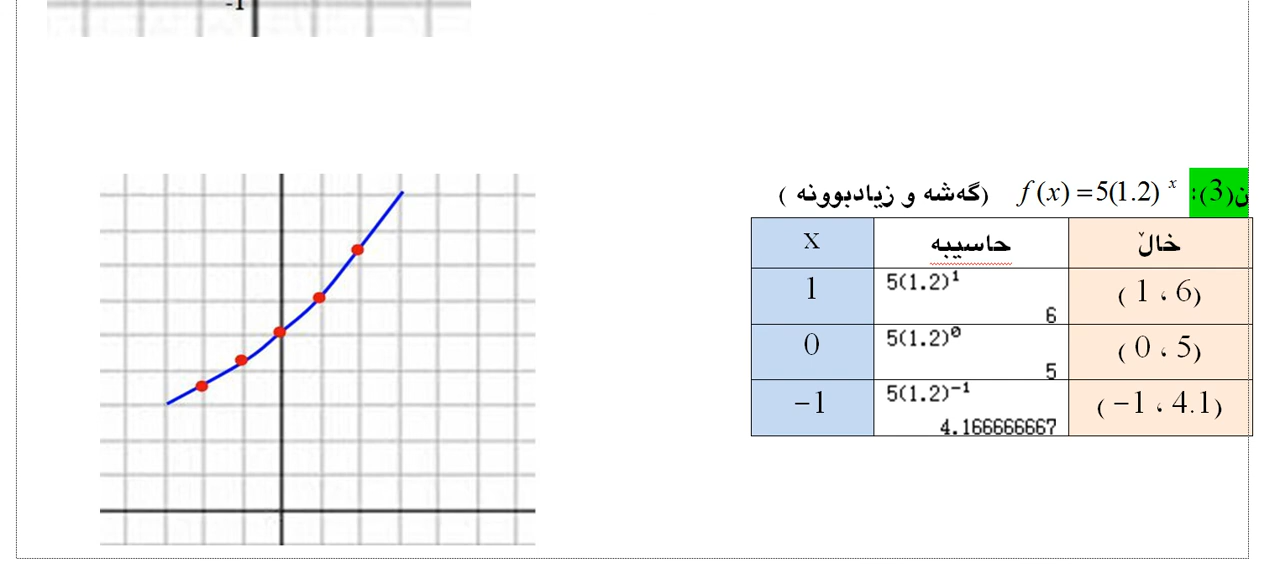 -1
ن(3): f(x)=5(1.2)ˣ (گەشە و زیادبوونە )
X حاسیبە خاڵ
1 5(1.2)¹ 6 ( 1 ، 6)
0 5(1.2)⁰ 5 ( 0 ، 5)
−1 5(1.2)⁻¹ 4.166666667 ( −1 ، 4.1)